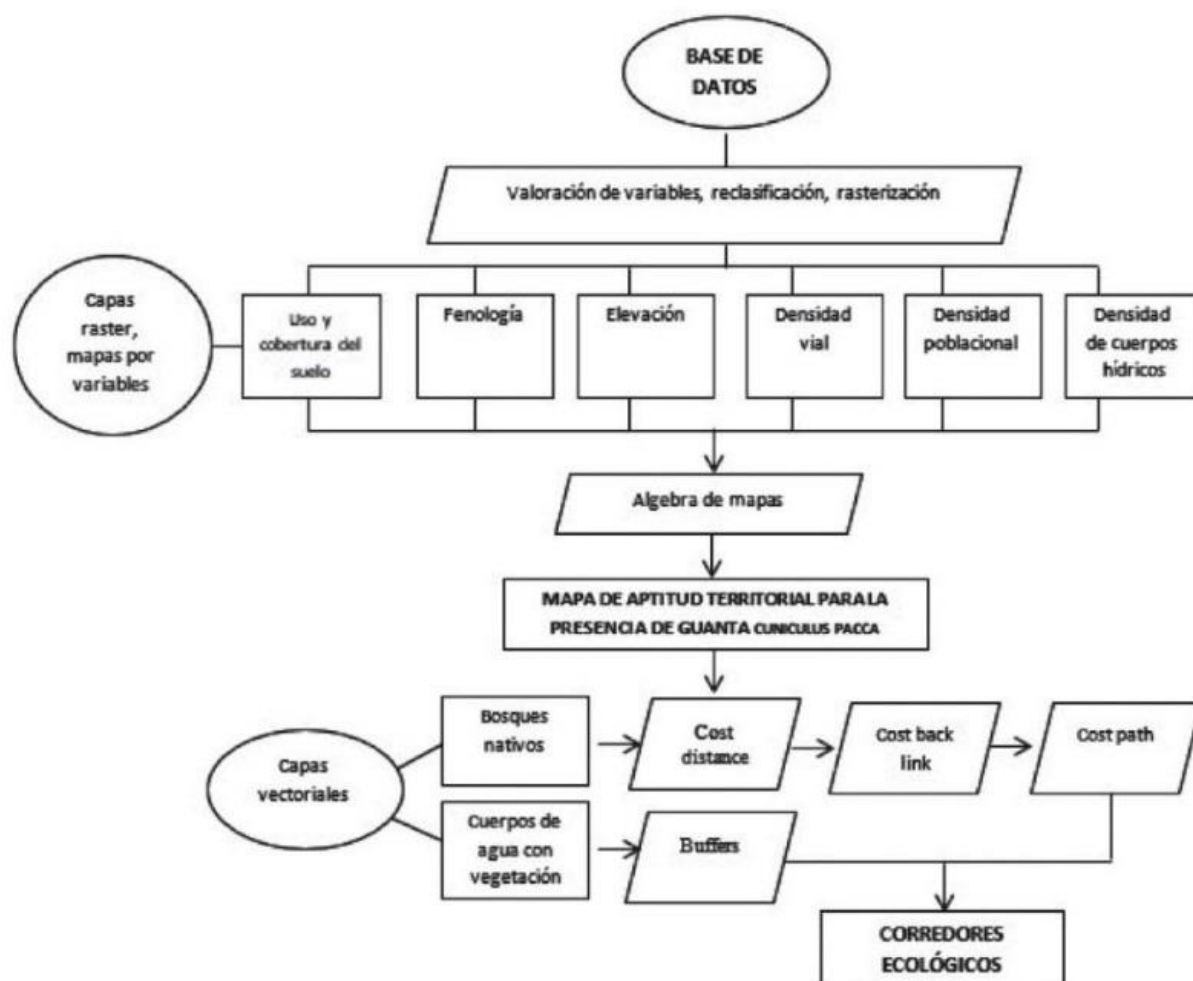 BASE DE
DATOS
Valoración de variables, reclasificación, rasterización
Capas
raster,
mapas por
variables
Uso y
cobertura del
suelo
Fenología
Elevación
Densidad
vial
Densidad
poblacional
Densidad
de cuerpos
hídricos
Algebra de mapas
MAPA DE APTITUD TERRITORIAL PARA LA
PRESENCIA DE GUANTA CUNICULUS PACCA
Capas
vectoriales
Bosques
nativos
Cost
distance
Cost back
link
Cost path
Cuerpos de
agua con
vegetación
Buffers
CORREDORES
ECOLÓGICOS